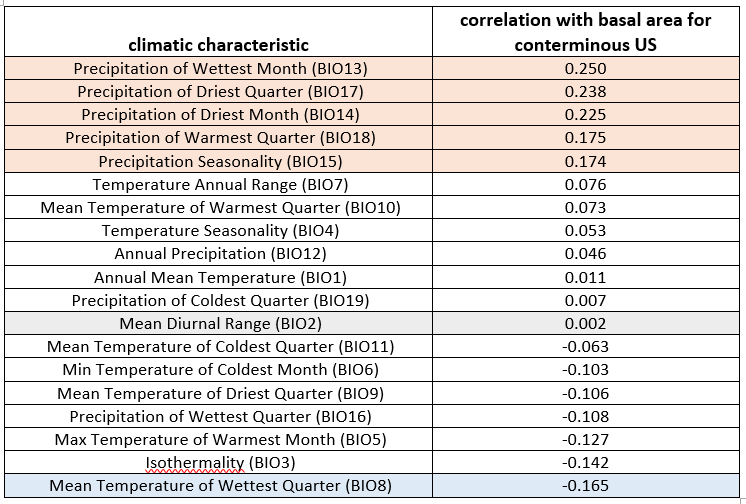 climatic characteristic
correlation with basal area for
conterminous US
Precipitation of Wettest Month (BIO13) 0.250
Precipitation of Driest Quarter (BIO17) 0.238
Precipitation of Driest Month (BIO14) 0.225
Precipitation of Warmest Quarter (BIO18) 0.175
Precipitation Seasonality (BIO15) 0.174
Temperature Annual Range (BIO7) 0.076
Mean Temperature of Warmest Quarter (BIO10) 0.073
Temperature Seasonality (BIO4) 0.053
Annual Precipitation (BIO12) 0.046
Annual Mean Temperature (BIO1) 0.011
Precipitation of Coldest Quarter (BIO19) 0.007
Mean Diurnal Range (BIO2) 0.002
Mean Temperature of Coldest Quarter (BIO11) -0.063
Min Temperature of Coldest Month (BIO6) -0.103
Mean Temperature of Driest Quarter (BIO9) -0.106
Precipitation of Wettest Quarter (BIO16) -0.108
Max Temperature of Warmest Month (BIO5) -0.127
Isothermality (BIO3) -0.142
Mean Temperature of Wettest Quarter (BIO8) -0.165